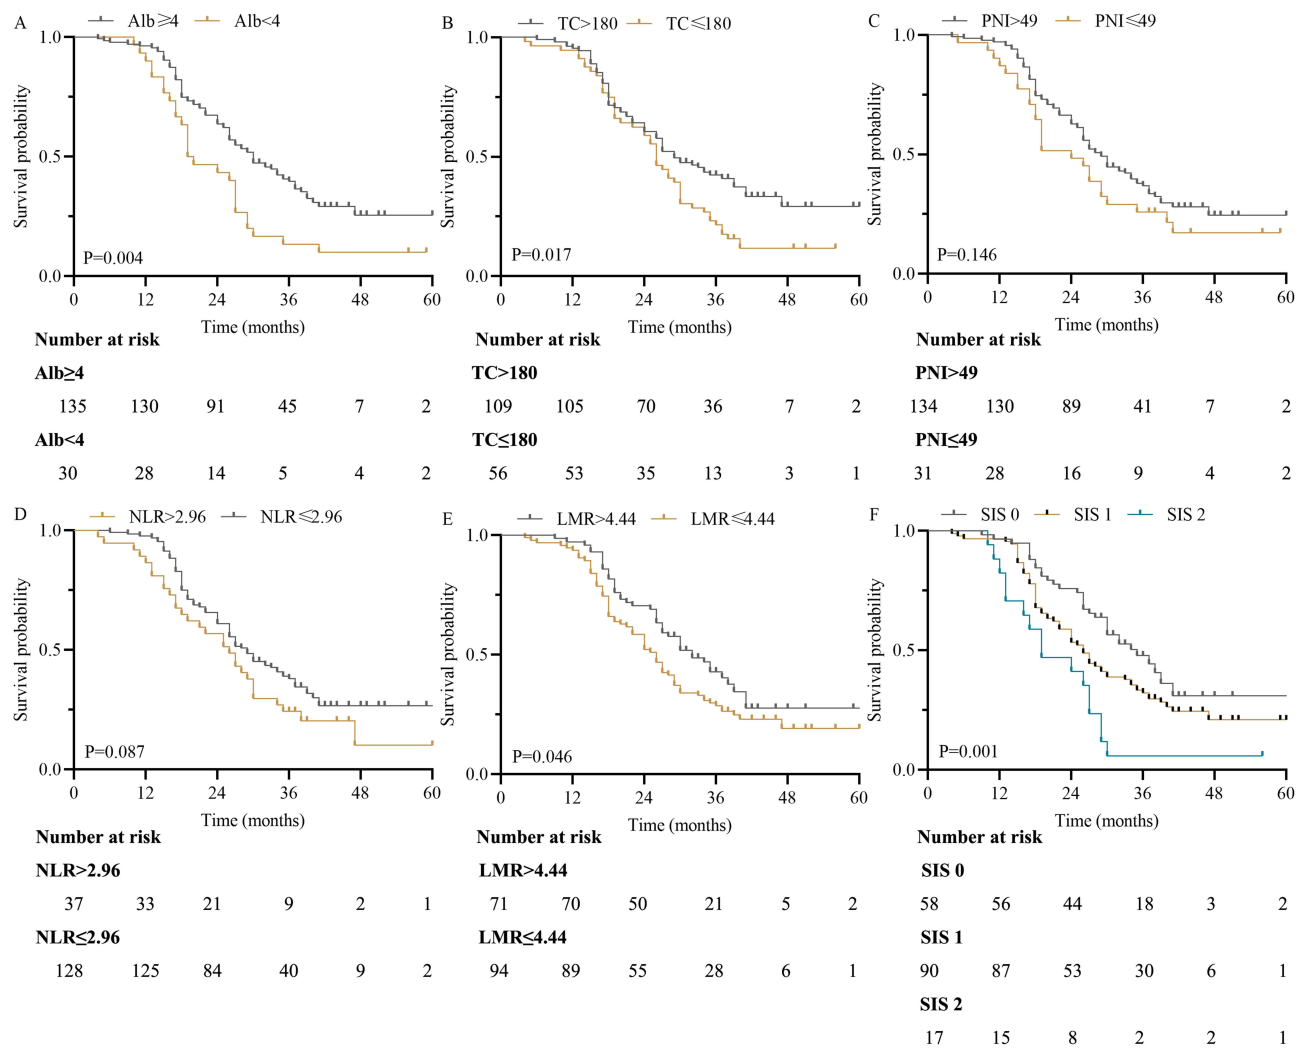 A Alb⩾4 Alb<4
B TC>180 TC⩽180
C PNI>49 PNI⩽49
Survival probability
1.0
0.5
0.0
P=0.004
0 12 24 36 48 60
Time (months)
Survival probability
1.0
0.5
0.0
P=0.017
0 12 24 36 48 60
Time (months)
Survival probability
1.0
0.5
0.0
P=0.146
0 12 24 36 48 60
Time (months)
Number at risk
Alb≥4
135 130 91 45 7 2
Alb<4
30 28 14 5 4 2
Number at risk
TC>180
109 105 70 36 7 2
TC≤180
56 53 35 13 3 1
Number at risk
PNI>49
134 130 89 41 7 2
PNI≤49
31 28 16 9 4 2
D NLR>2.96 NLR⩽2.96
E LMR>4.44 LMR⩽4.44
F SIS 0 SIS 1 SIS 2
Survival probability
1.0
0.5
0.0
P=0.087
0 12 24 36 48 60
Time (months)
Survival probability
1.0
0.5
0.0
P=0.046
0 12 24 36 48 60
Time (months)
Survival probability
1.0
0.5
0.0
P=0.001
0 12 24 36 48 60
Time (months)
Number at risk
NLR>2.96
37 33 21 9 2 1
NLR≤2.96
128 125 84 40 9 2
Number at risk
LMR>4.44
71 70 50 21 5 2
LMR≤4.44
94 89 55 28 6 1
Number at risk
SIS 0
58 56 44 18 3 2
SIS 1
90 87 53 30 6 1
SIS 2
17 15 8 2 2 1